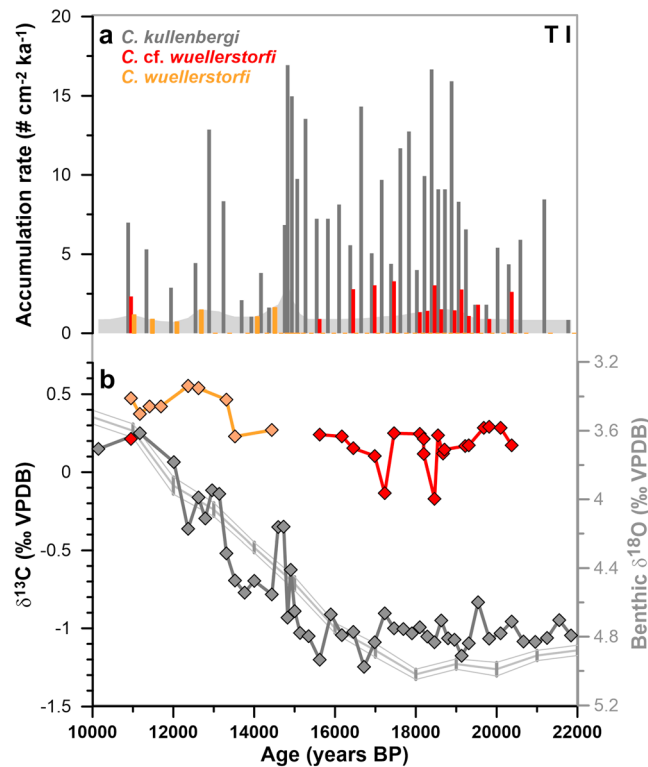 a
C. kullenbergi
T I
C. cf. wuellerstorfi
C. wuellerstorfi
Accumulation rate (# cm-2 ka-1)
20
15
10
5
0
b
δ13C (‰ VPDB)
0.5
0
-0.5
-1
-1.5
Benthic δ18O (‰ VPDB)
3.2
3.6
4
4.4
4.8
5.2
10000 12000 14000 16000 18000 20000 22000
Age (years BP)